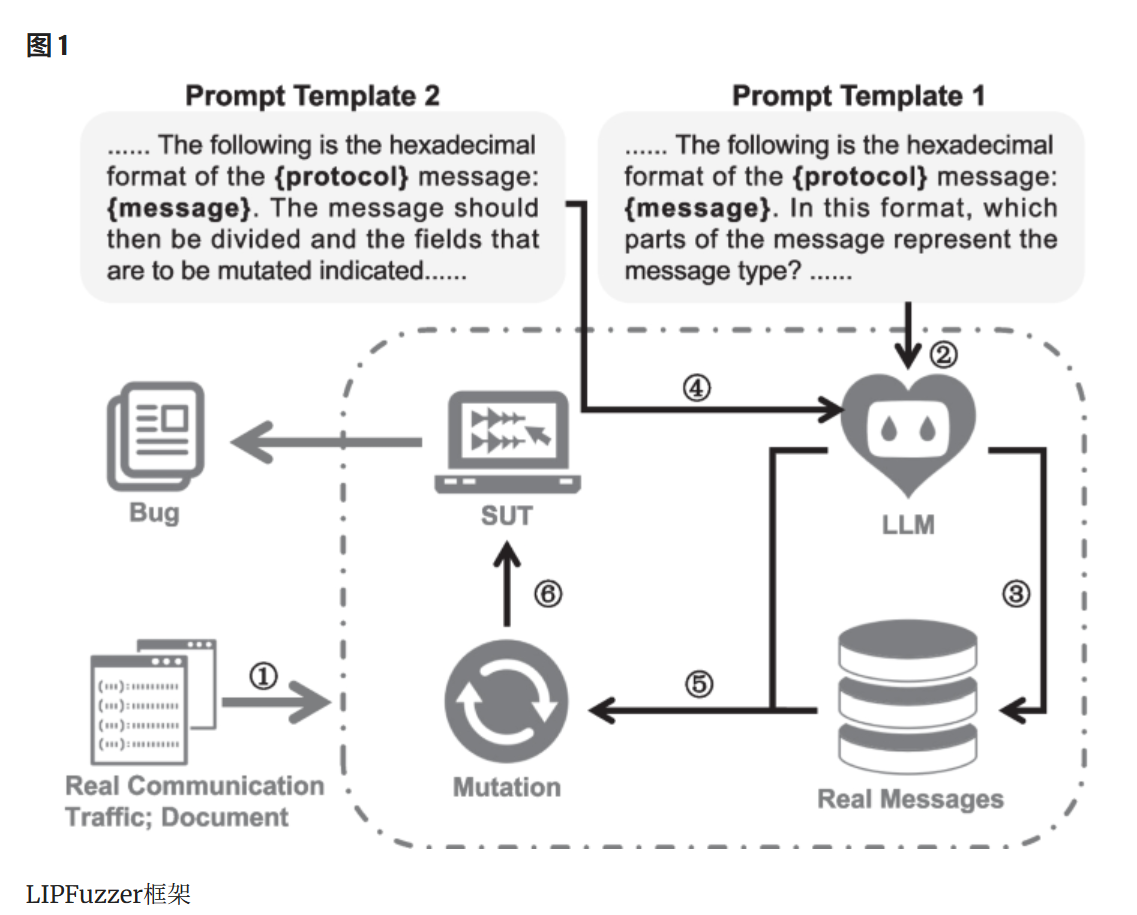 图1
Prompt Template 2
...... The following is the hexadecimal
format of the {protocol} message:
{message}. The message should
then be divided and the fields that
are to be mutated indicated......
Prompt Template 1
...... The following is the hexadecimal
format of the {protocol} message:
{message}. In this format, which
parts of the message represent the
message type? ......
②
④
Bug
SUT
LLM
⑥
③
①
⑤
Real Communication
Traffic; Document
Mutation
Real Messages
LIPFuzzer框架